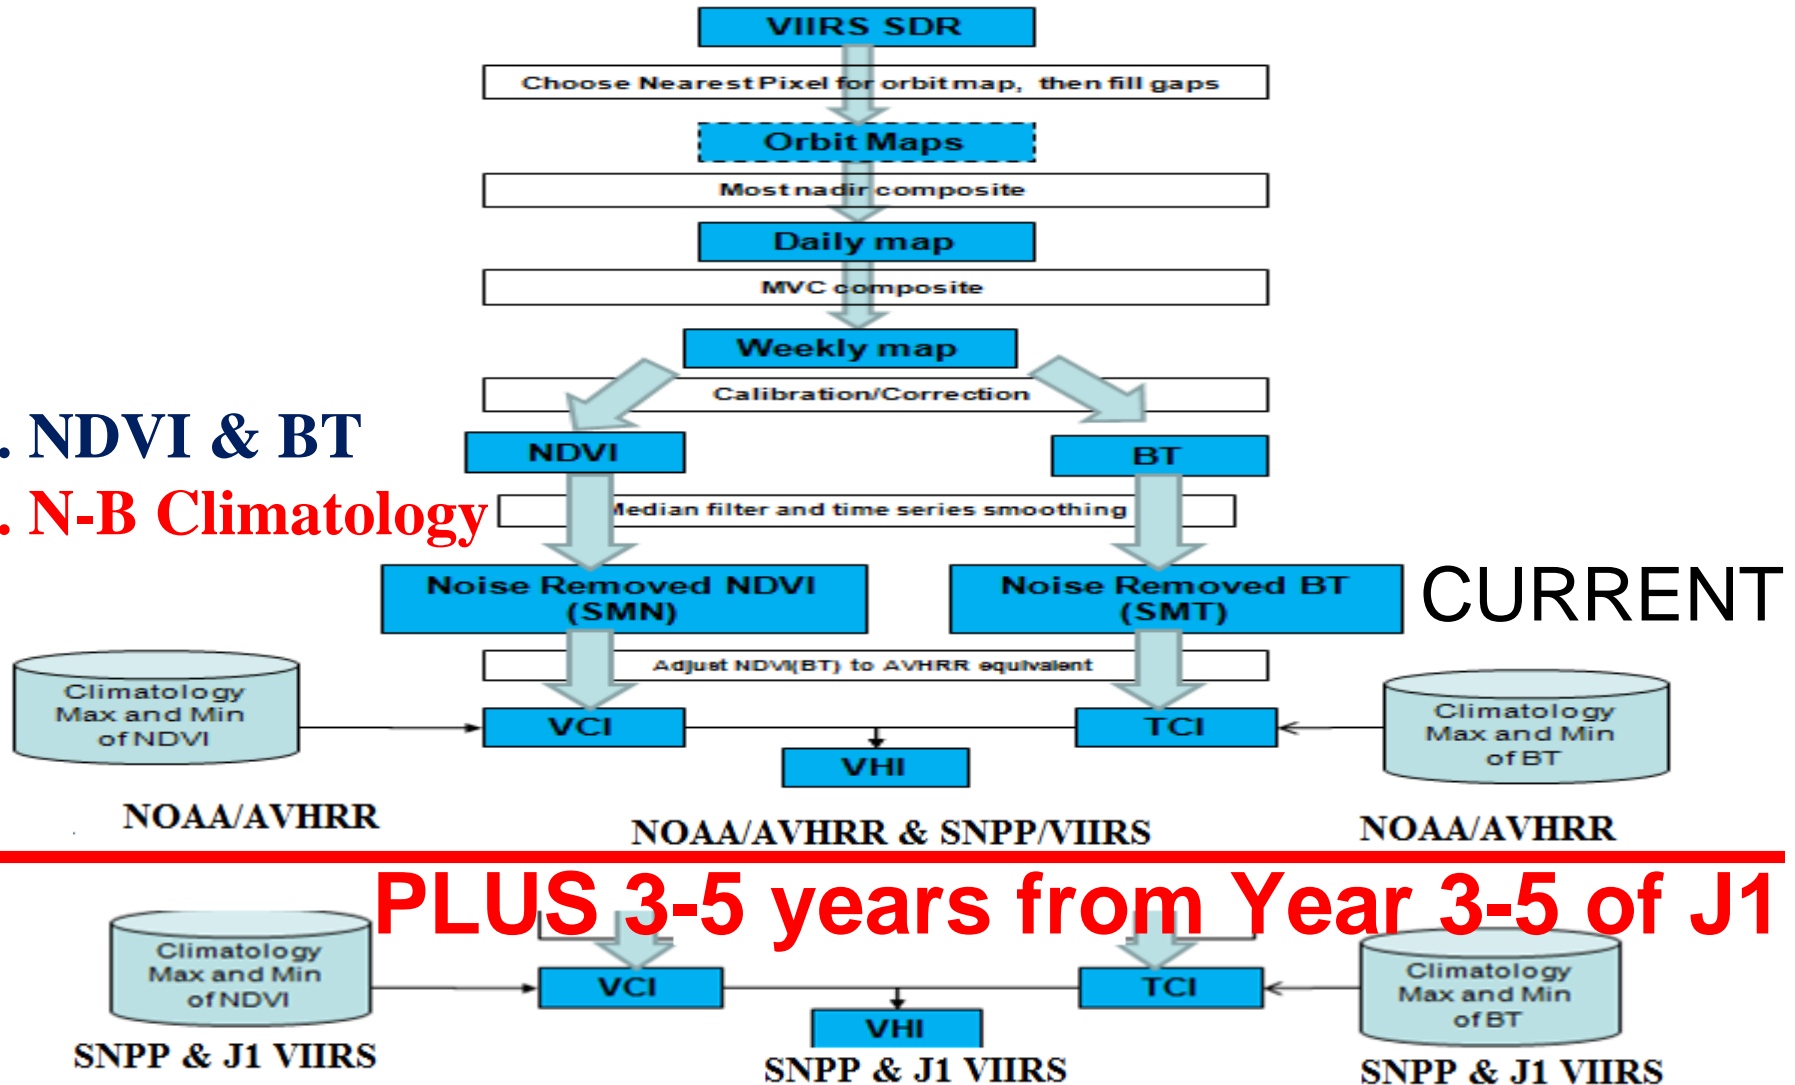 VIIRS SDR
Choose Nearest Pixel for orbit map, then fill gaps
Orbit Maps
Most nadir composite
Daily map
MVC composite
Weekly map
Calibration/Correction
. NDVI & BT
NDVI
BT
. N-B Climatology
Median filter and time series smoothing
Noise Removed NDVI
(SMN)
Noise Removed BT
(SMT)
CURRENT
Adjust NDVI(BT) to AVHRR equivalent
Climatology
Max and Min
of NDVI
VCI
TCI
Climatology
Max and Min
of BT
VHI
NOAA/AVHRR
NOAA/AVHRR & SNPP/VIIRS
NOAA/AVHRR
PLUS 3-5 years from Year 3-5 of J1
Climatology
Max and Min
of NDVI
VCI
TCI
Climatology
Max and Min
of BT
VHI
SNPP & J1 VIIRS
SNPP & J1 VIIRS
SNPP & J1 VIIRS